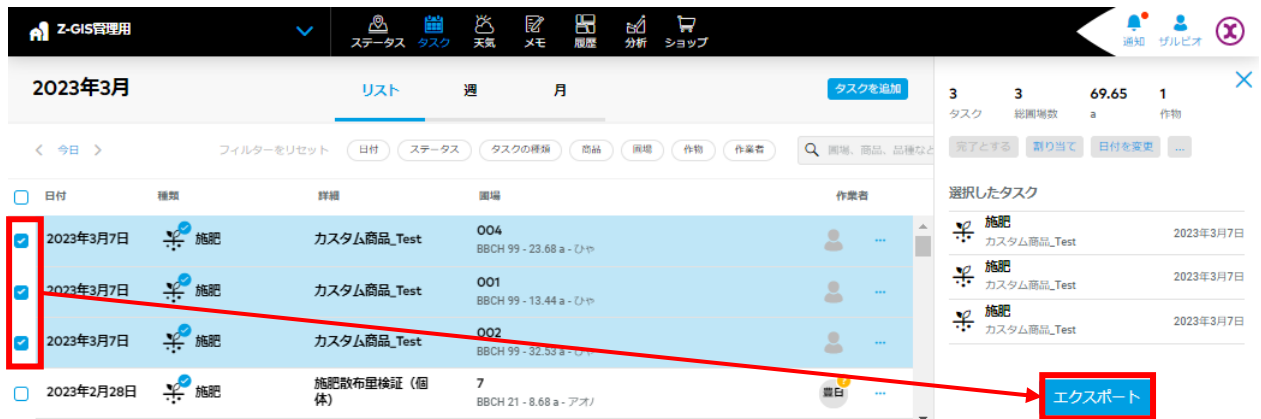 Z-GIS管理用
ステータス タスク 天気 メモ 履歴 分析 ショップ
通知 ザルビオ
2023年3月
リスト 週 月
タスクを追加
3 3 69.65 1
タスク 総圃場数 a 作物
< 今日 >
フィルターをリセット 日付 ステータス タスクの種類 商品 圃場 作物 作業者
圃場、商品、品種など
完了とする 割り当て 日付を変更 ...
日付 種類 詳細 圃場 作業者
選択したタスク
2023年3月7日 施肥 カスタム商品_Test 004
BBCH 99 - 23.68 a - ひゃ
...
2023年3月7日 施肥 カスタム商品_Test 001
BBCH 99 - 13.44 a - ひゃ
...
2023年3月7日 施肥 カスタム商品_Test 002
BBCH 99 - 32.53 a - ひゃ
...
2023年2月28日 施肥 施肥散布量検証（個
体） 7
BBCH 21 - 8.68 a - アオハ
豊白 ...
施肥
カスタム商品_Test 2023年3月7日
施肥
カスタム商品_Test 2023年3月7日
施肥
カスタム商品_Test 2023年3月7日
エクスポート